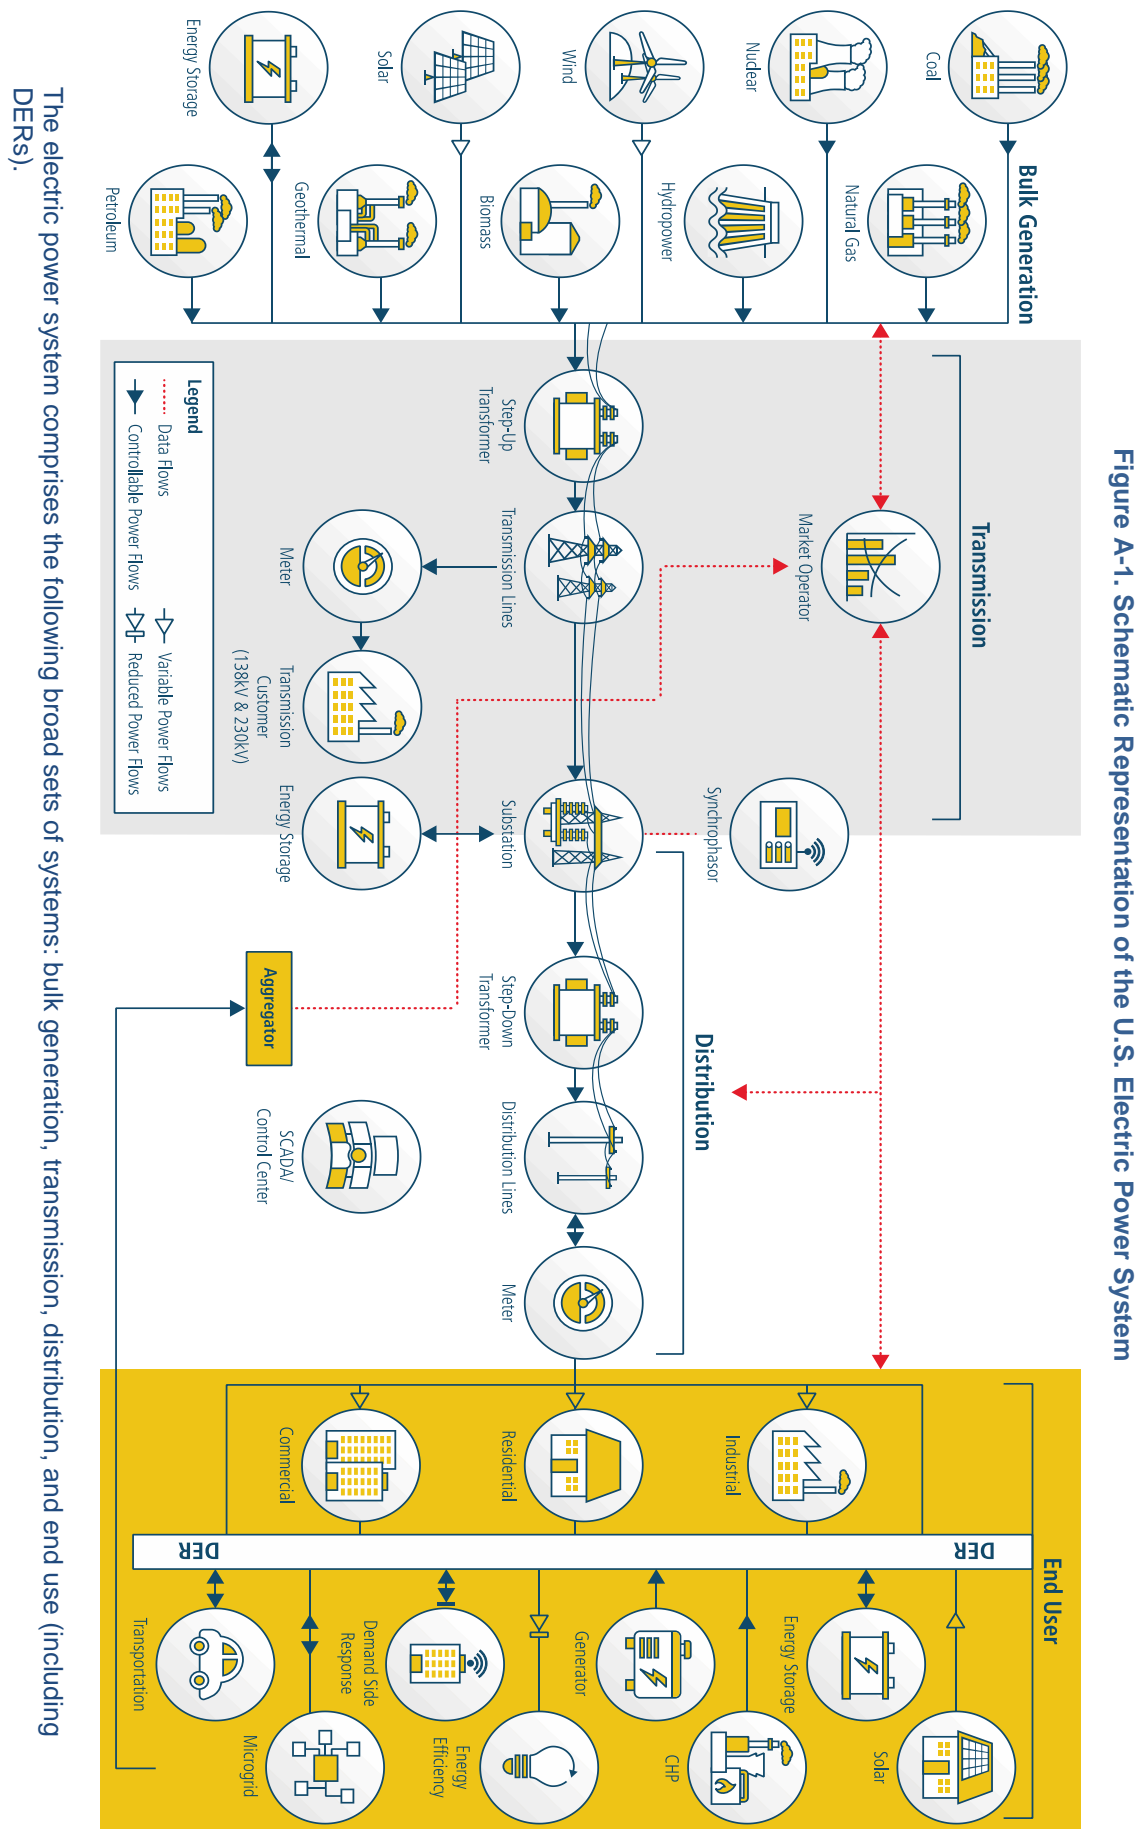 Figure A-1. Schematic Representation of the U.S. Electric Power System
Bulk Generation
Transmission
Distribution
End User
Coal
Natural Gas
Nuclear
Hydropower
Wind
Biomass
Solar
Geothermal
Energy Storage
Petroleum
Market Operator
Step-Up
Transformer
Transmission Lines
Meter
Transmission
Customer
(138kV & 230kV)
Synchrophasor
Substation
Energy Storage
Legend
Data Flows
Variable Power Flows
Controllable Power Flows
Reduced Power Flows
Step-Down
Transformer
Distribution Lines
Meter
Aggregator
SCADA/
Control Center
Industrial
Residential
Commercial
DER
DER
Solar
Energy Storage
CHP
Generator
Energy
Efficiency
Demand Side
Response
Microgrid
Transportation
The electric power system comprises the following broad sets of systems: bulk generation, transmission, distribution, and end use (including
DERs).